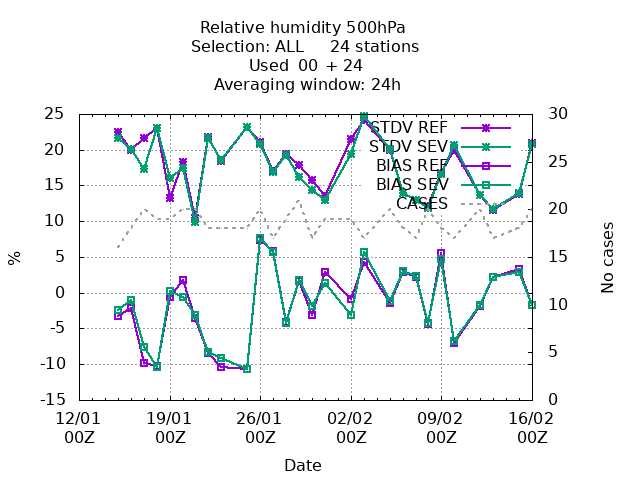 Relative humidity 500hPa
Selection: ALL     24 stations
Used  00  + 24
Averaging window: 24h
25
20
15
10
5
0
-5
-10
-15
%
30
25
20
15
10
5
0
No cases
STDV REF
STDV SEV
BIAS REF
BIAS SEV
CASES
12/01 19/01 26/01 02/02 09/02 16/02
00Z 00Z 00Z 00Z 00Z 00Z
Date